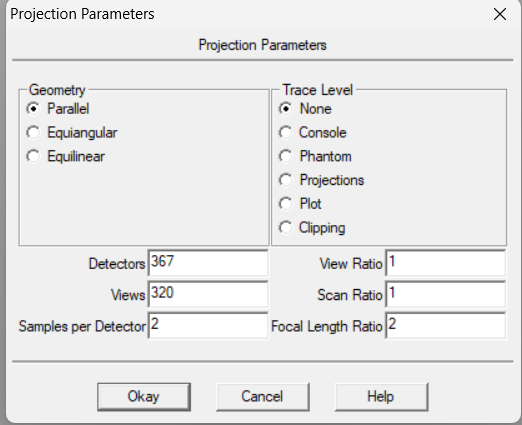 Projection Parameters
Projection Parameters
Geometry
Parallel
Equiangular
Equilinear
Trace Level
None
Console
Phantom
Projections
Plot
Clipping
Detectors 367 View Ratio 1
Views 320 Scan Ratio 1
Samples per Detector 2 Focal Length Ratio 2
Okay Cancel Help